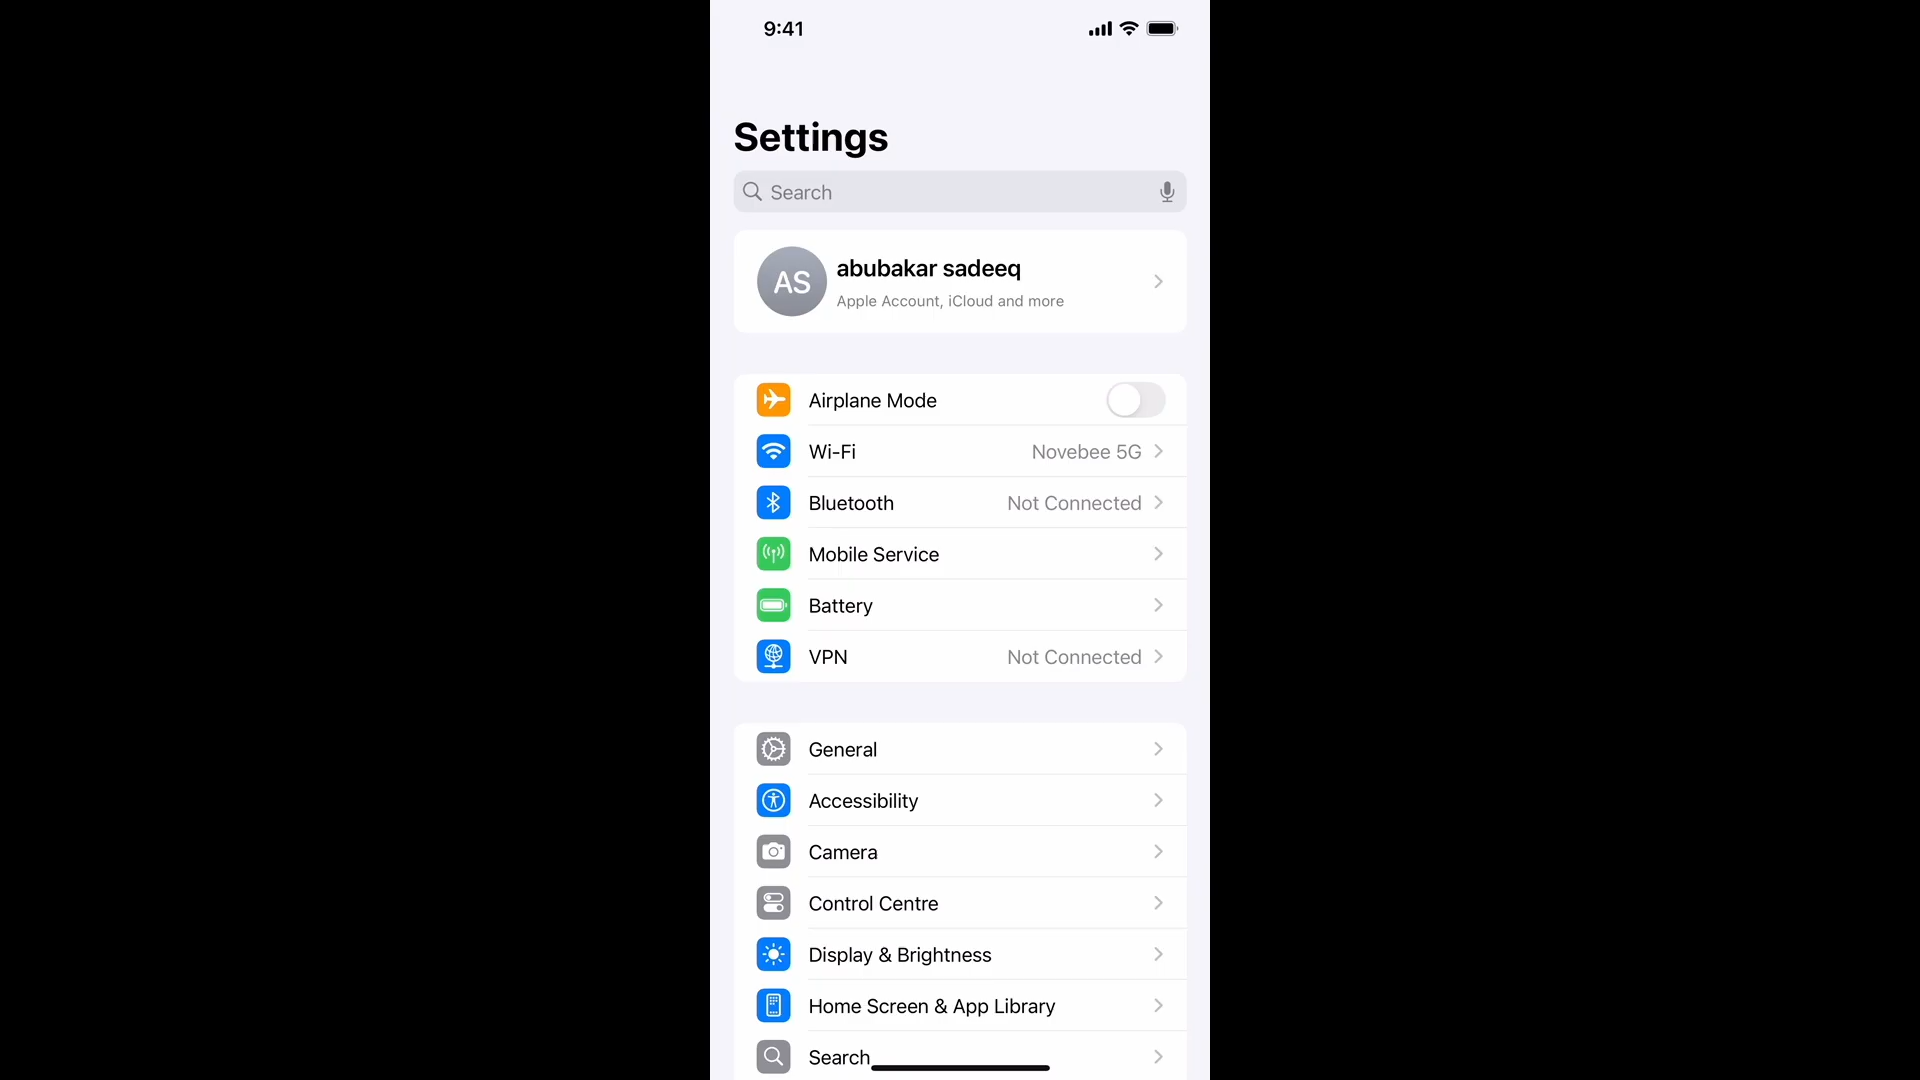 9:41
Settings
Search
AS
abubakar sadeeq
Apple Account, iCloud and more
Airplane Mode
Wi-Fi Novebee 5G
Bluetooth Not Connected
Mobile Service
Battery
VPN Not Connected
General
Accessibility
Camera
Control Centre
Display & Brightness
Home Screen & App Library
Search